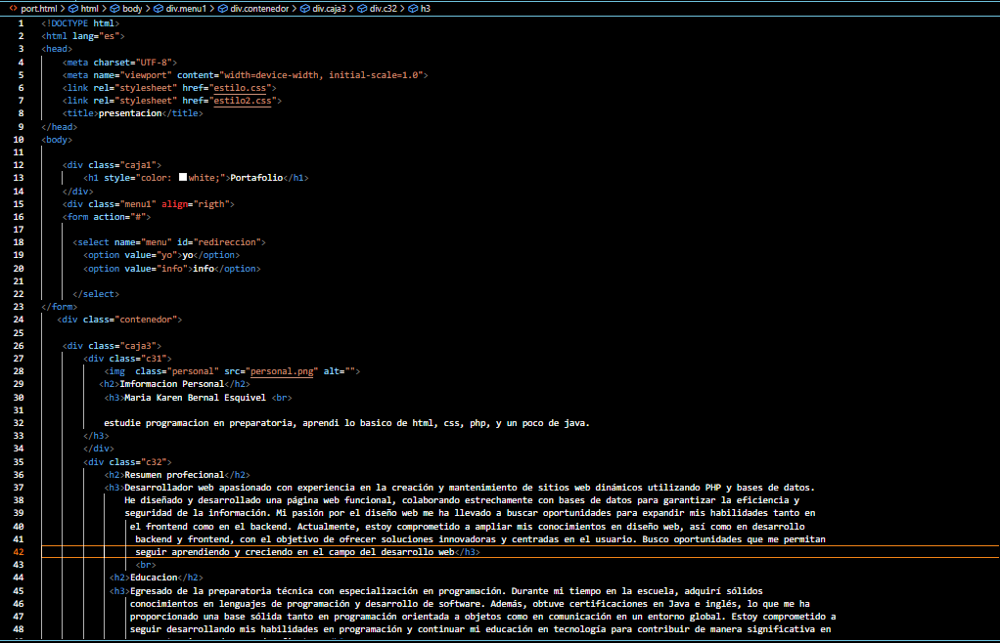 port.html > html > body > div.menu1 > div.contenedor > div.caja3 > div.c32 > h3
1 <!DOCTYPE html>
2 <html lang="es">
3 <head>
4 <meta charset="UTF-8">
5 <meta name="viewport" content="width=device-width, initial-scale=1.0">
6 <link rel="stylesheet" href="estilo.css">
7 <link rel="stylesheet" href="estilo2.css">
8 <title>presentacion</title>
9 </head>
10 <body>
11
12 <div class="caja1">
13 <h1 style="color: white;">Portafolio</h1>
14 </div>
15 <div class="menu1" align="rigth">
16 <form action="#">
17
18 <select name="menu" id="redireccion">
19 <option value="yo">yo</option>
20 <option value="info">info</option>
21
22 </select>
23 </form>
24 <div class="contenedor">
25
26 <div class="caja3">
27 <div class="c31">
28 <img class="personal" src="personal.png" alt="">
29 <h2>Imformacion Personal</h2>
30 <h3>Maria Karen Bernal Esquivel <br>
31
32 estudie programacion en preparatoria, aprendi lo basico de html, css, php, y un poco de java.
33 </h3>
34 </div>
35 <div class="c32">
36 <h2>Resumen profecional</h2>
37 <h3>Desarrollador web apasionado con experiencia en la creación y mantenimiento de sitios web dinámicos utilizando PHP y bases de datos.
38 He diseñado y desarrollado una página web funcional, colaborando estrechamente con bases de datos para garantizar la eficiencia y
39 seguridad de la información. Mi pasión por el diseño web me ha llevado a buscar oportunidades para expandir mis habilidades tanto en
40 el frontend como en el backend. Actualmente, estoy comprometido a ampliar mis conocimientos en diseño web, así como en desarrollo
41 backend y frontend, con el objetivo de ofrecer soluciones innovadoras y centradas en el usuario. Busco oportunidades que me permitan
42 seguir aprendiendo y creciendo en el campo del desarrollo web</h3>
43 <br>
44 <h2>Educacion</h2>
45 <h3>Egresado de la preparatoria técnica con especialización en programación. Durante mi tiempo en la escuela, adquirí sólidos
46 conocimientos en lenguajes de programación y desarrollo de software. Además, obtuve certificaciones en Java e inglés, lo que me ha
47 proporcionado una base sólida tanto en programación orientada a objetos como en comunicación en un entorno global. Estoy comprometido a
48 seguir desarrollando mis habilidades en programación y continuar mi educación en tecnología para contribuir de manera significativa en